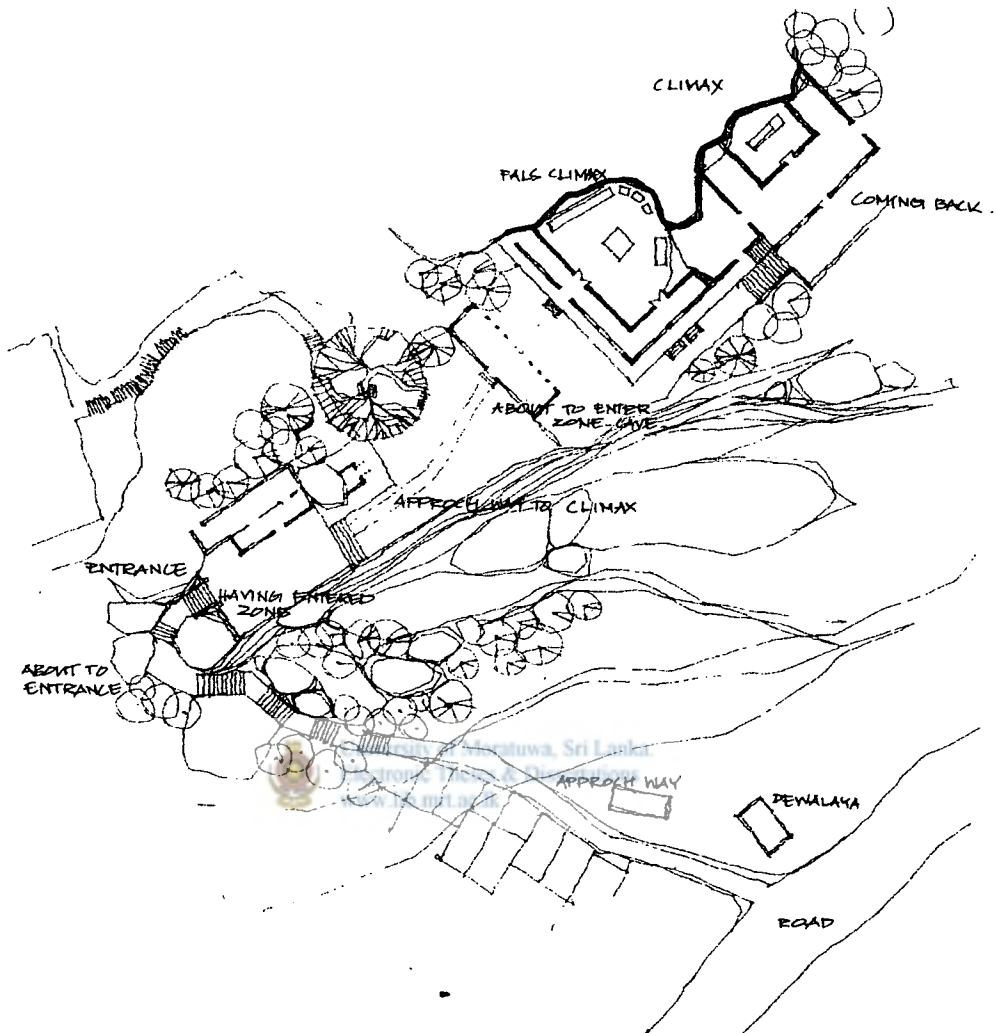 CLIMAX
FALS CLIMAX
COMING BACK.
ABOUT TO ENTER
ZONE-CAVE
APPROCH WAY TO CLIMAX
ENTRANCE
HAVING ENTERED
ZONE
ABOUT TO
ENTRANCE
University of Moratuwa, Sri Lanka.
Electronic Theses & Dissertations
www.lib.mrt.ac.lk
APPROCH WAY
DEWALAYA
ROAD